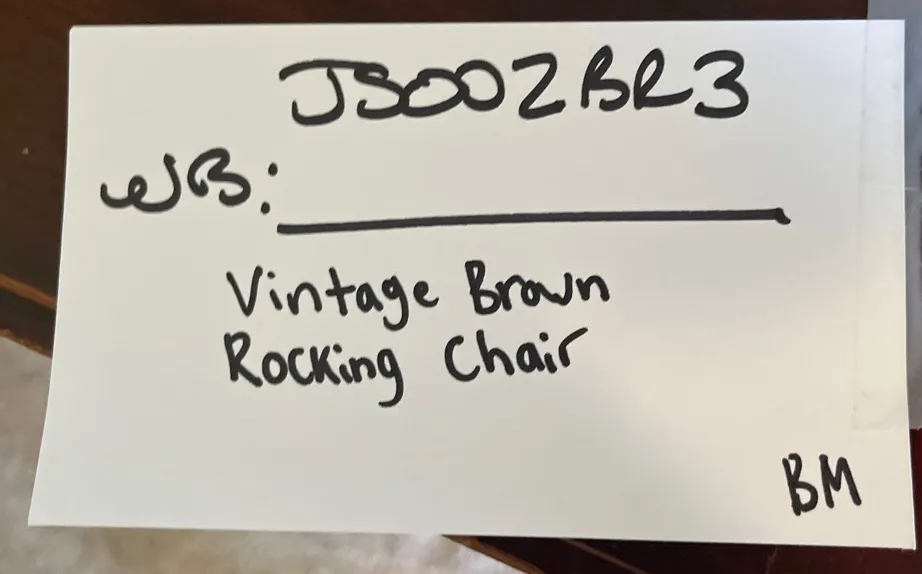 JS002BR3
WB:
Vintage Brown
Rocking Chair
BM